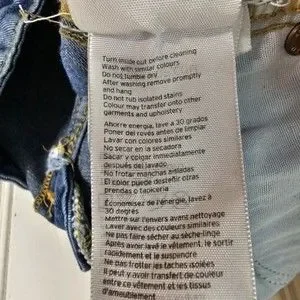 Turn inside out before cleaning
Wash with similar colours
Do not tumble dry
After washing remove promptly
and hang
Do not rub isolated stains
Colour may transfer onto other
garments and upholstery
Ahorre energía, lave a 30 grados
Poner del revés antes de limpiar
Lavar con colores similares
No secar en la secadora
Sacar y colgar inmediatamente
después del lavado
No frotar manchas aisladas
El color puede desteñir otras
prendas o tapicería
Économisez de l'énergie, lavez à
30 degrés
Mettre sur l'envers avant nettoyage
Laver avec des couleurs similaires
Ne pas faire sécher au sèche-linge
Après avoir lavé le vêtement, le sortir
rapidement et le suspendre
Ne pas frotter les taches isolées
Il peut y avoir transfert de couleur
entre ce vêtement et les tissus
d'ameublement